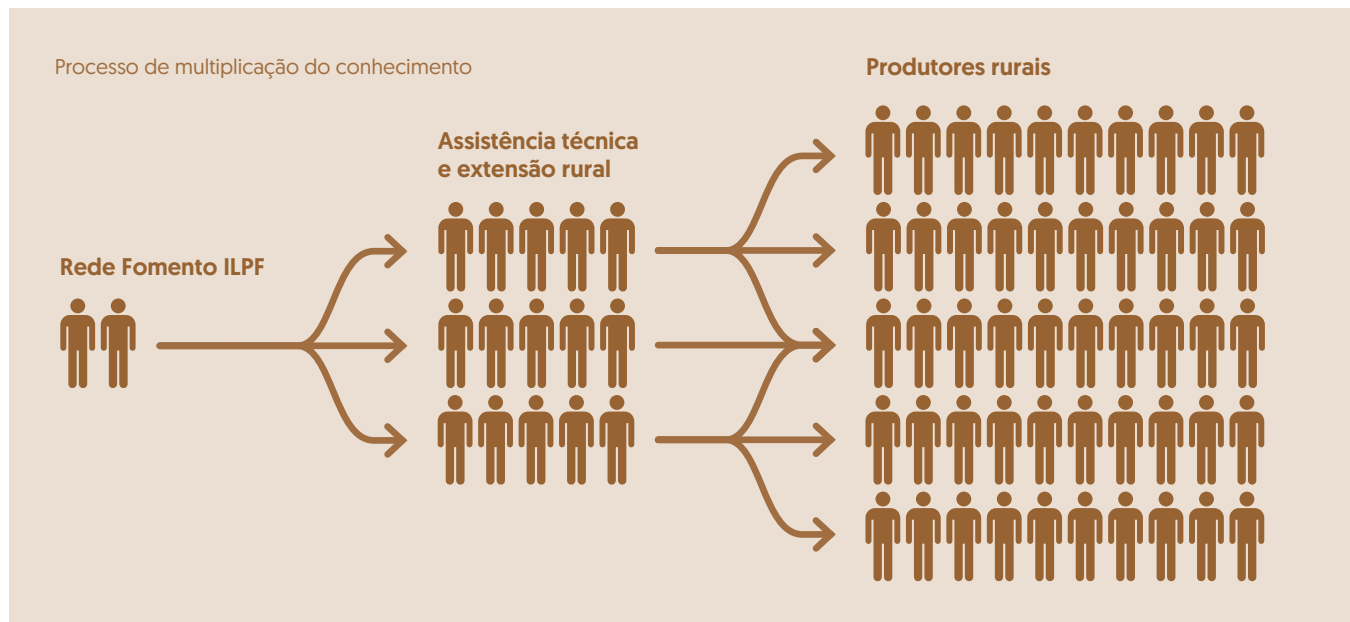 Processo de multiplicação do conhecimento
Rede Fomento ILPF
Assistência técnica
e extensão rural
Produtores rurais